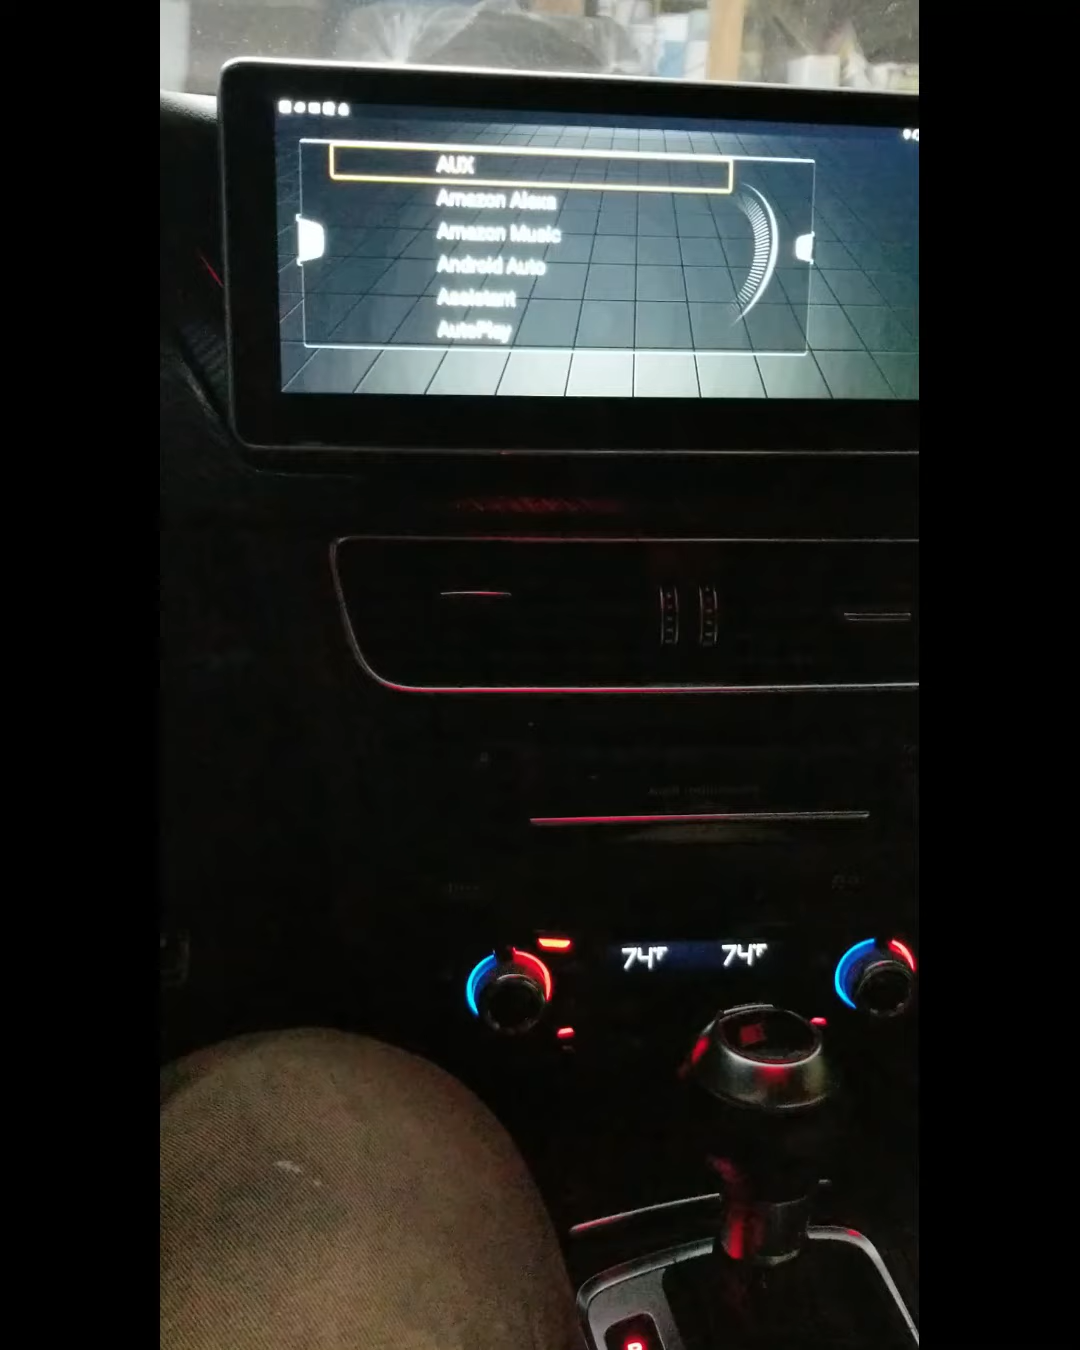 AUX
Amazon Alexa
Amazon Music
Android Auto
Assistant
AutoPlay
74°F 74°F